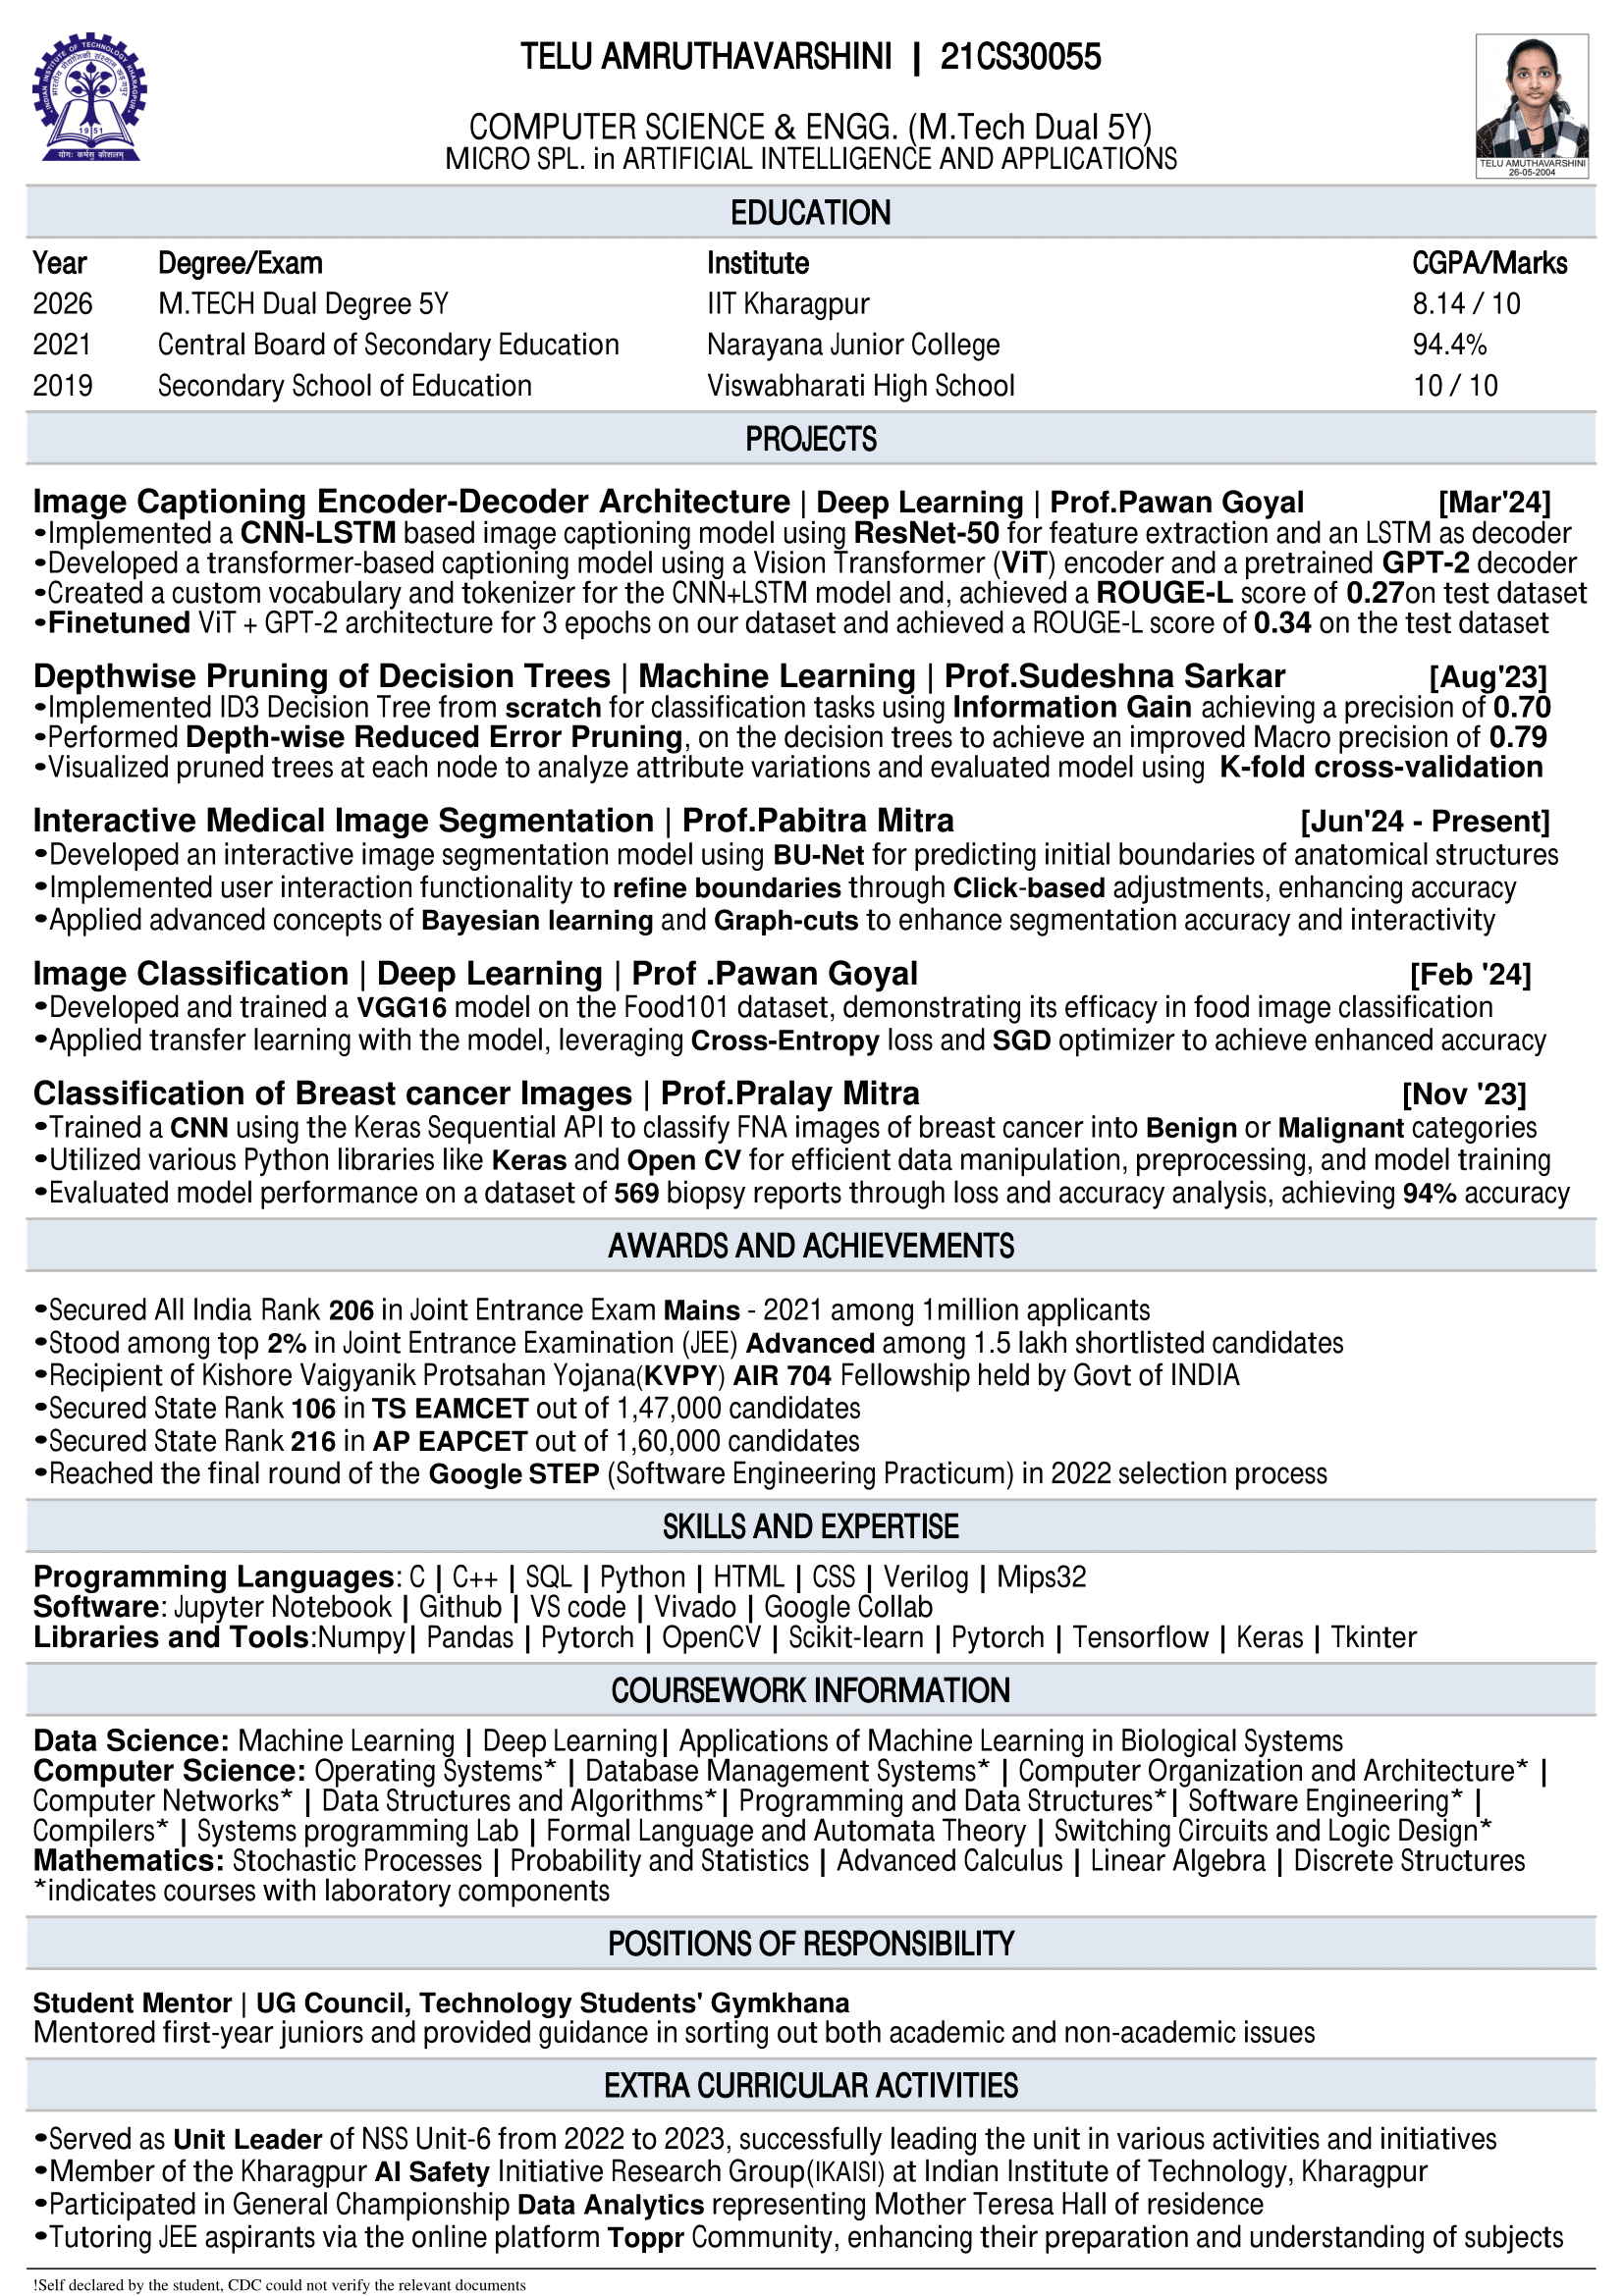 INDIAN INSTITUTE OF TECHNOLOGY KHARAGPUR
1951
योगः कर्मसु कौशलम्
TELU AMRUTHAVARSHINI | 21CS30055
COMPUTER SCIENCE & ENGG. (M.Tech Dual 5Y)
MICRO SPL. in ARTIFICIAL INTELLIGENCE AND APPLICATIONS
TELU AMUTHAVARSHINI
26-05-2004
EDUCATION
Year Degree/Exam Institute CGPA/Marks
2026 M.TECH Dual Degree 5Y IIT Kharagpur 8.14 / 10
2021 Central Board of Secondary Education Narayana Junior College 94.4%
2019 Secondary School of Education Viswabharati High School 10 / 10
PROJECTS
Image Captioning Encoder-Decoder Architecture | Deep Learning | Prof.Pawan Goyal [Mar'24]
•Implemented a CNN-LSTM based image captioning model using ResNet-50 for feature extraction and an LSTM as decoder
•Developed a transformer-based captioning model using a Vision Transformer (ViT) encoder and a pretrained GPT-2 decoder
•Created a custom vocabulary and tokenizer for the CNN+LSTM model and, achieved a ROUGE-L score of 0.27on test dataset
•Finetuned ViT + GPT-2 architecture for 3 epochs on our dataset and achieved a ROUGE-L score of 0.34 on the test dataset
Depthwise Pruning of Decision Trees | Machine Learning | Prof.Sudeshna Sarkar [Aug'23]
•Implemented ID3 Decision Tree from scratch for classification tasks using Information Gain achieving a precision of 0.70
•Performed Depth-wise Reduced Error Pruning, on the decision trees to achieve an improved Macro precision of 0.79
•Visualized pruned trees at each node to analyze attribute variations and evaluated model using K-fold cross-validation
Interactive Medical Image Segmentation | Prof.Pabitra Mitra [Jun'24 - Present]
•Developed an interactive image segmentation model using BU-Net for predicting initial boundaries of anatomical structures
•Implemented user interaction functionality to refine boundaries through Click-based adjustments, enhancing accuracy
•Applied advanced concepts of Bayesian learning and Graph-cuts to enhance segmentation accuracy and interactivity
Image Classification | Deep Learning | Prof .Pawan Goyal [Feb '24]
•Developed and trained a VGG16 model on the Food101 dataset, demonstrating its efficacy in food image classification
•Applied transfer learning with the model, leveraging Cross-Entropy loss and SGD optimizer to achieve enhanced accuracy
Classification of Breast cancer Images | Prof.Pralay Mitra [Nov '23]
•Trained a CNN using the Keras Sequential API to classify FNA images of breast cancer into Benign or Malignant categories
•Utilized various Python libraries like Keras and Open CV for efficient data manipulation, preprocessing, and model training
•Evaluated model performance on a dataset of 569 biopsy reports through loss and accuracy analysis, achieving 94% accuracy
AWARDS AND ACHIEVEMENTS
•Secured All India Rank 206 in Joint Entrance Exam Mains - 2021 among 1million applicants
•Stood among top 2% in Joint Entrance Examination (JEE) Advanced among 1.5 lakh shortlisted candidates
•Recipient of Kishore Vaigyanik Protsahan Yojana(KVPY) AIR 704 Fellowship held by Govt of INDIA
•Secured State Rank 106 in TS EAMCET out of 1,47,000 candidates
•Secured State Rank 216 in AP EAPCET out of 1,60,000 candidates
•Reached the final round of the Google STEP (Software Engineering Practicum) in 2022 selection process
SKILLS AND EXPERTISE
Programming Languages: C | C++ | SQL | Python | HTML | CSS | Verilog | Mips32
Software: Jupyter Notebook | Github | VS code | Vivado | Google Collab
Libraries and Tools:Numpy| Pandas | Pytorch | OpenCV | Scikit-learn | Pytorch | Tensorflow | Keras | Tkinter
COURSEWORK INFORMATION
Data Science: Machine Learning | Deep Learning| Applications of Machine Learning in Biological Systems
Computer Science: Operating Systems* | Database Management Systems* | Computer Organization and Architecture* |
Computer Networks* | Data Structures and Algorithms*| Programming and Data Structures*| Software Engineering* |
Compilers* | Systems programming Lab | Formal Language and Automata Theory | Switching Circuits and Logic Design*
Mathematics: Stochastic Processes | Probability and Statistics | Advanced Calculus | Linear Algebra | Discrete Structures
*indicates courses with laboratory components
POSITIONS OF RESPONSIBILITY
Student Mentor | UG Council, Technology Students' Gymkhana
Mentored first-year juniors and provided guidance in sorting out both academic and non-academic issues
EXTRA CURRICULAR ACTIVITIES
•Served as Unit Leader of NSS Unit-6 from 2022 to 2023, successfully leading the unit in various activities and initiatives
•Member of the Kharagpur AI Safety Initiative Research Group(IKAISI) at Indian Institute of Technology, Kharagpur
•Participated in General Championship Data Analytics representing Mother Teresa Hall of residence
•Tutoring JEE aspirants via the online platform Toppr Community, enhancing their preparation and understanding of subjects
!Self declared by the student, CDC could not verify the relevant documents